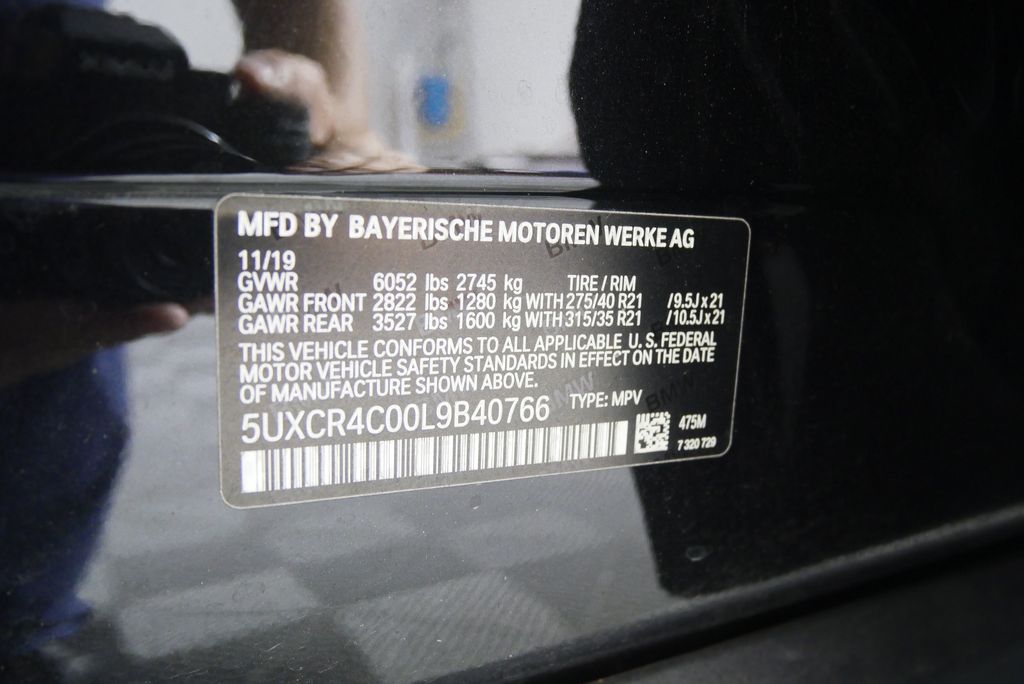 MFD BY BAYERISCHE MOTOREN WERKE AG
11/19
GVWR 6052 lbs 2745 kg TIRE / RIM
GAWR FRONT 2822 lbs 1280 kg WITH 275/40 R21 /9.5J x 21
GAWR REAR 3527 lbs 1600 kg WITH 315/35 R21 /10.5J x 21
THIS VEHICLE CONFORMS TO ALL APPLICABLE U. S. FEDERAL
MOTOR VEHICLE SAFETY STANDARDS IN EFFECT ON THE DATE
OF MANUFACTURE SHOWN ABOVE.
5UXCR4C00L9B40766 TYPE: MPV
475M
7 320 729